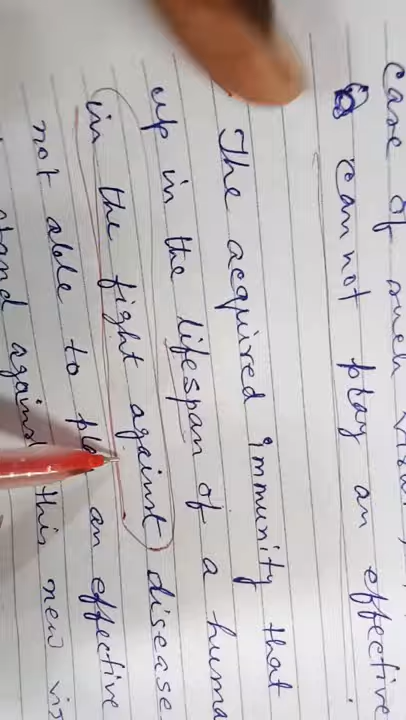 case of such
cannot play an effective
The acquired immunity that
up in the lifespan of a
in the fight against disease
not able to an effective
against this new